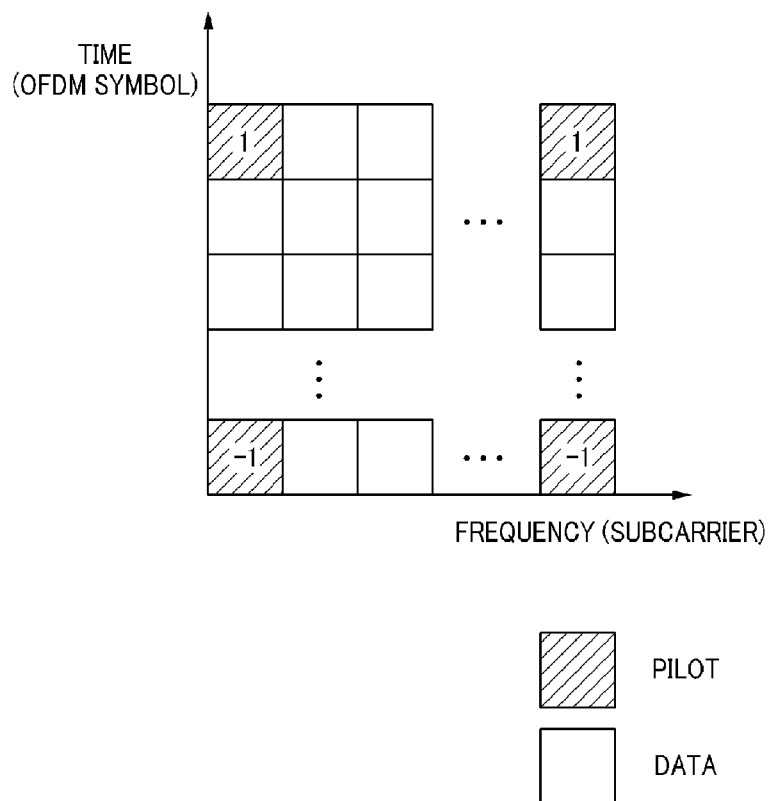 TIME
(OFDM SYMBOL)
1 1
...
-1 ... -1
FREQUENCY (SUBCARRIER)
PILOT
DATA